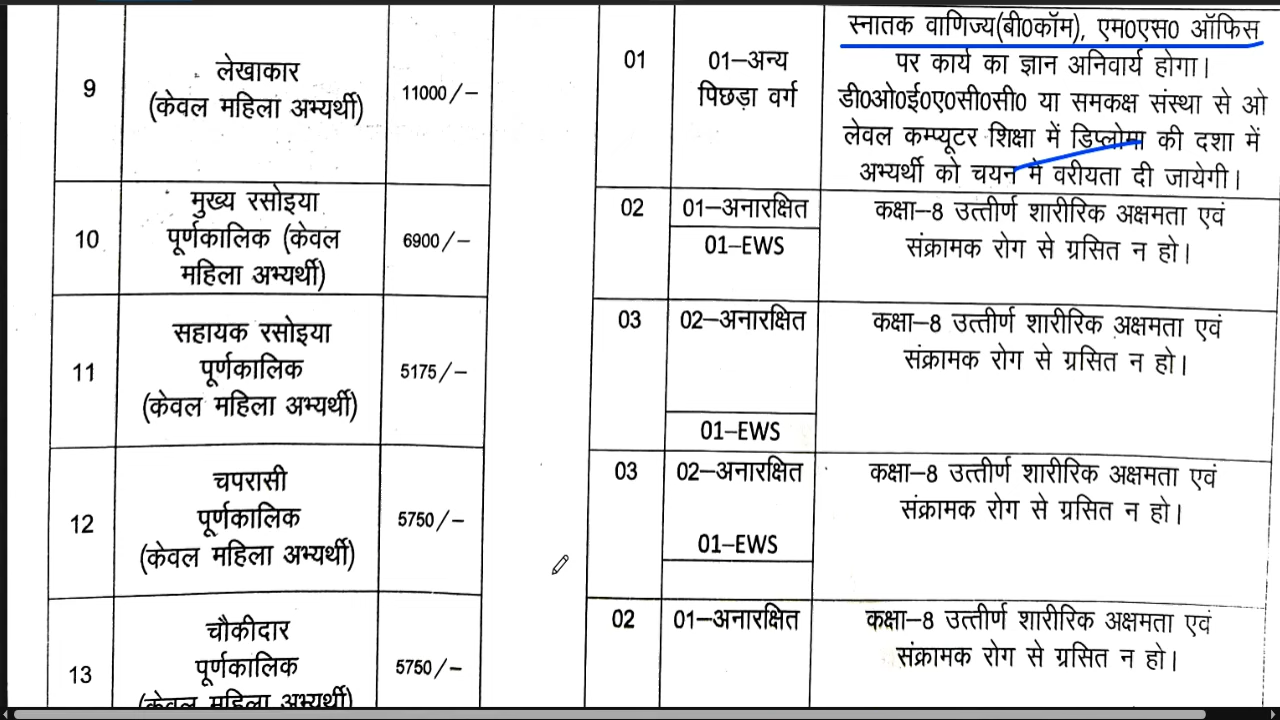 9
लेखाकार
(केवल महिला अभ्यर्थी)
11000/–
01
01–अन्य
पिछड़ा वर्ग
स्नातक वाणिज्य(बी0कॉम), एम0एस0 ऑफिस
पर कार्य का ज्ञान अनिवार्य होगा।
डी0ओ0ई0ए0सी0सी0 या समकक्ष संस्था से ओ
लेवल कम्प्यूटर शिक्षा में डिप्लोमा की दशा में
अभ्यर्थी को चयन में वरीयता दी जायेगी।
10
मुख्य रसोइया
पूर्णकालिक (केवल
महिला अभ्यर्थी)
6900/–
02
01–अनारक्षित
01–EWS
कक्षा–8 उत्तीर्ण शारीरिक अक्षमता एवं
संक्रामक रोग से ग्रसित न हो।
11
सहायक रसोइया
पूर्णकालिक
(केवल महिला अभ्यर्थी)
5175/–
03
02–अनारक्षित
01–EWS
कक्षा–8 उत्तीर्ण शारीरिक अक्षमता एवं
संक्रामक रोग से ग्रसित न हो।
12
चपरासी
पूर्णकालिक
(केवल महिला अभ्यर्थी)
5750/–
03
02–अनारक्षित
01–EWS
कक्षा–8 उत्तीर्ण शारीरिक अक्षमता एवं
संक्रामक रोग से ग्रसित न हो।
13
चौकीदार
पूर्णकालिक
(केवल महिला अभ्यर्थी)
5750/–
02
01–अनारक्षित
कक्षा–8 उत्तीर्ण शारीरिक अक्षमता एवं
संक्रामक रोग से ग्रसित न हो।